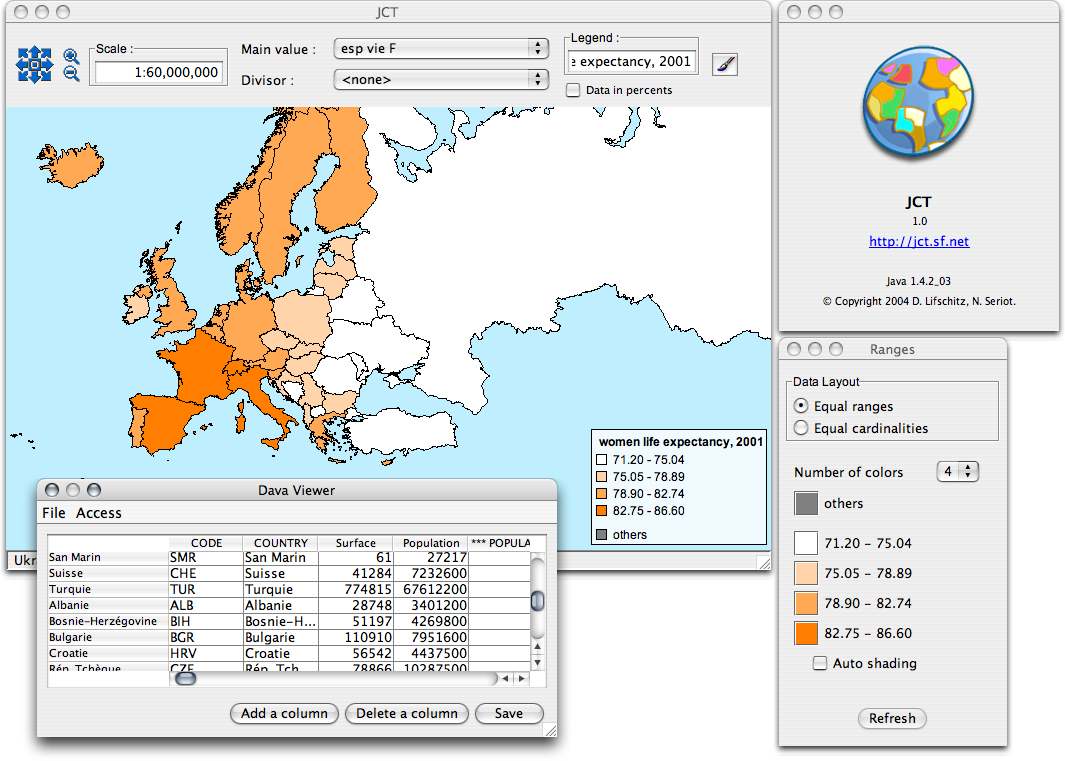 JCT
Scale :
1:60,000,000
Main value :
esp vie F
Divisor :
<none>
Legend :
e expectancy, 2001
Data in percents
women life expectancy, 2001
71.20 - 75.04
75.05 - 78.89
78.90 - 82.74
82.75 - 86.60
others
Ukr
JCT
1.0
http://jct.sf.net
Java 1.4.2_03
© Copyright 2004 D. Lifschitz, N. Seriot.
Ranges
Data Layout
Equal ranges
Equal cardinalities
Number of colors
4
others
71.20 - 75.04
75.05 - 78.89
78.90 - 82.74
82.75 - 86.60
Auto shading
Refresh
Dava Viewer
File Access
CODE COUNTRY Surface Population *** POPULA
San Marin SMR San Marin 61 27217
Suisse CHE Suisse 41284 7232600
Turquie TUR Turquie 774815 67612200
Albanie ALB Albanie 28748 3401200
Bosnie-Herzégovine BIH Bosnie-H... 51197 4269800
Bulgarie BGR Bulgarie 110910 7951600
Croatie HRV Croatie 56542 4437500
Rép. Tchèque CZE Rép. Tch... 78866 10287500
Add a column Delete a column Save